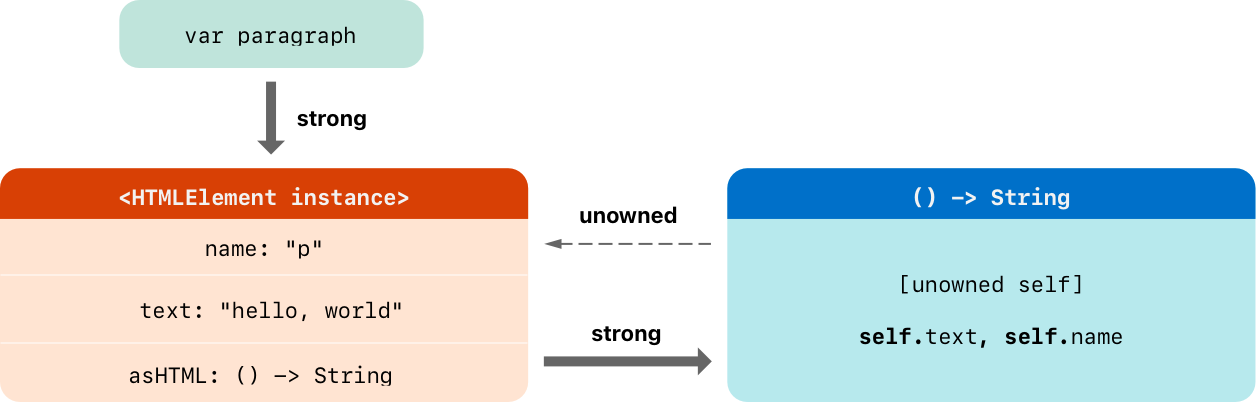 var paragraph
strong
<HTMLElement instance>
name: "p"
text: "hello, world"
asHTML: () -> String
unowned
strong
() -> String
[unowned self]
self.text, self.name